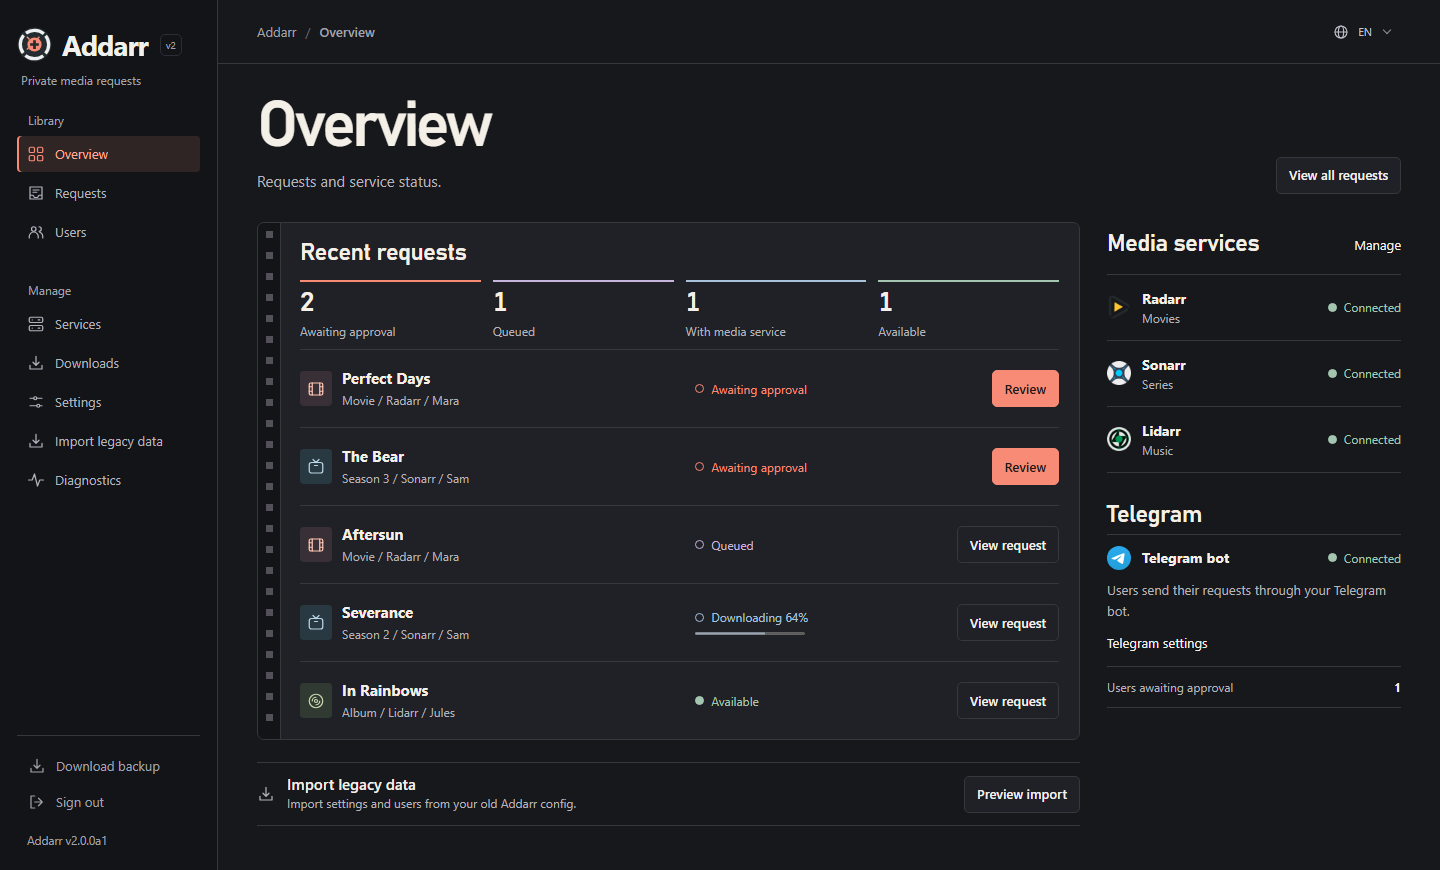 Addarr v2
Private media requests
Library
Overview
Requests
Users
Manage
Services
Downloads
Settings
Import legacy data
Diagnostics
Download backup
Sign out
Addarr v2.0.0a1
Addarr / Overview
EN
Overview
Requests and service status.
View all requests
Recent requests
2
Awaiting approval
1
Queued
1
With media service
1
Available
Perfect Days
Movie / Radarr / Mara
Awaiting approval
Review
The Bear
Season 3 / Sonarr / Sam
Awaiting approval
Review
Aftersun
Movie / Radarr / Mara
Queued
View request
Severance
Season 2 / Sonarr / Sam
Downloading 64%
View request
In Rainbows
Album / Lidarr / Jules
Available
View request
Import legacy data
Import settings and users from your old Addarr config.
Preview import
Media services
Manage
Radarr
Movies
Connected
Sonarr
Series
Connected
Lidarr
Music
Connected
Telegram
Telegram bot
Connected
Users send their requests through your Telegram
bot.
Telegram settings
Users awaiting approval 1